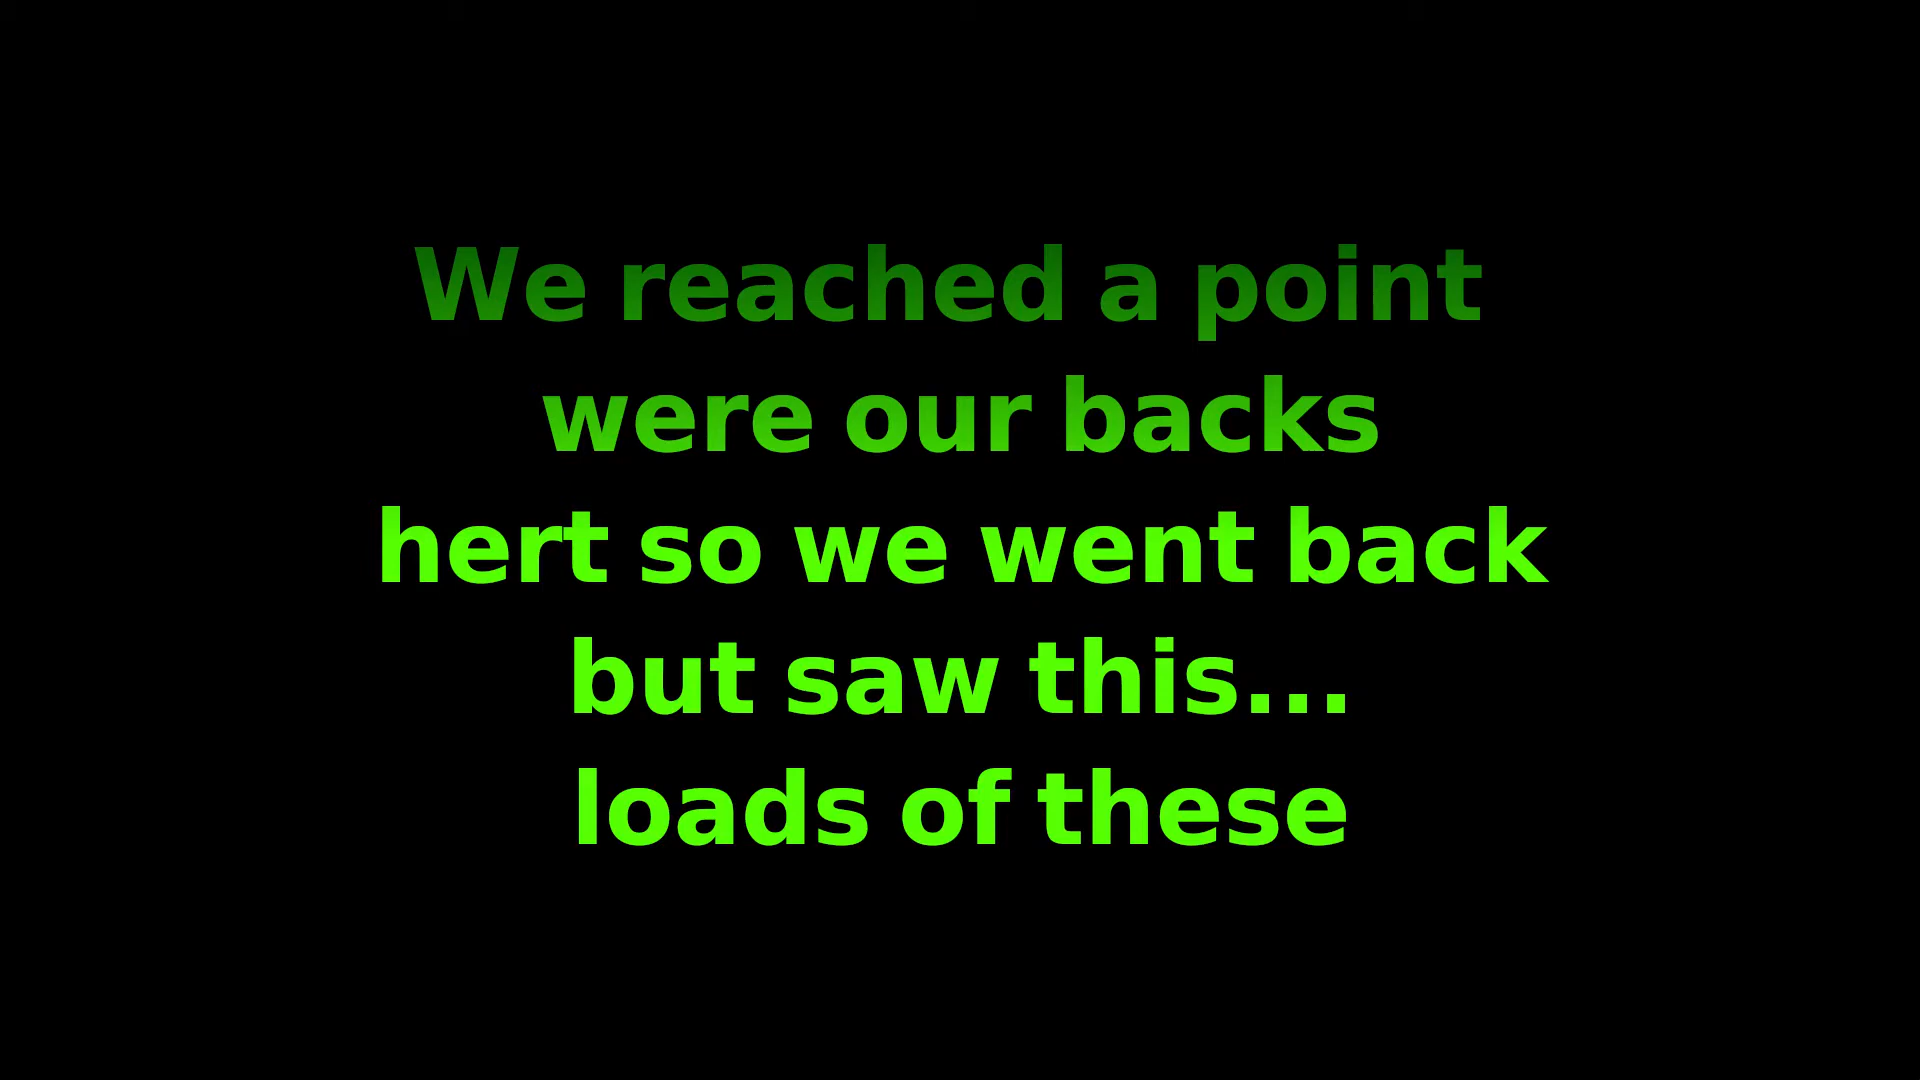 We reached a point
were our backs
hert so we went back
but saw this...
loads of these